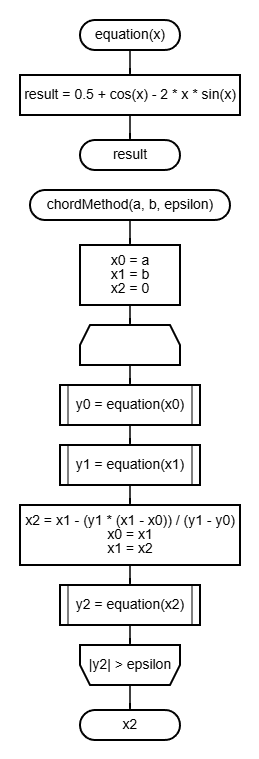 equation(x)
result = 0.5 + cos(x) - 2 * x * sin(x)
result
chordMethod(a, b, epsilon)
x0 = a
x1 = b
x2 = 0
y0 = equation(x0)
y1 = equation(x1)
x2 = x1 - (y1 * (x1 - x0)) / (y1 - y0)
x0 = x1
x1 = x2
y2 = equation(x2)
|y2| > epsilon
x2